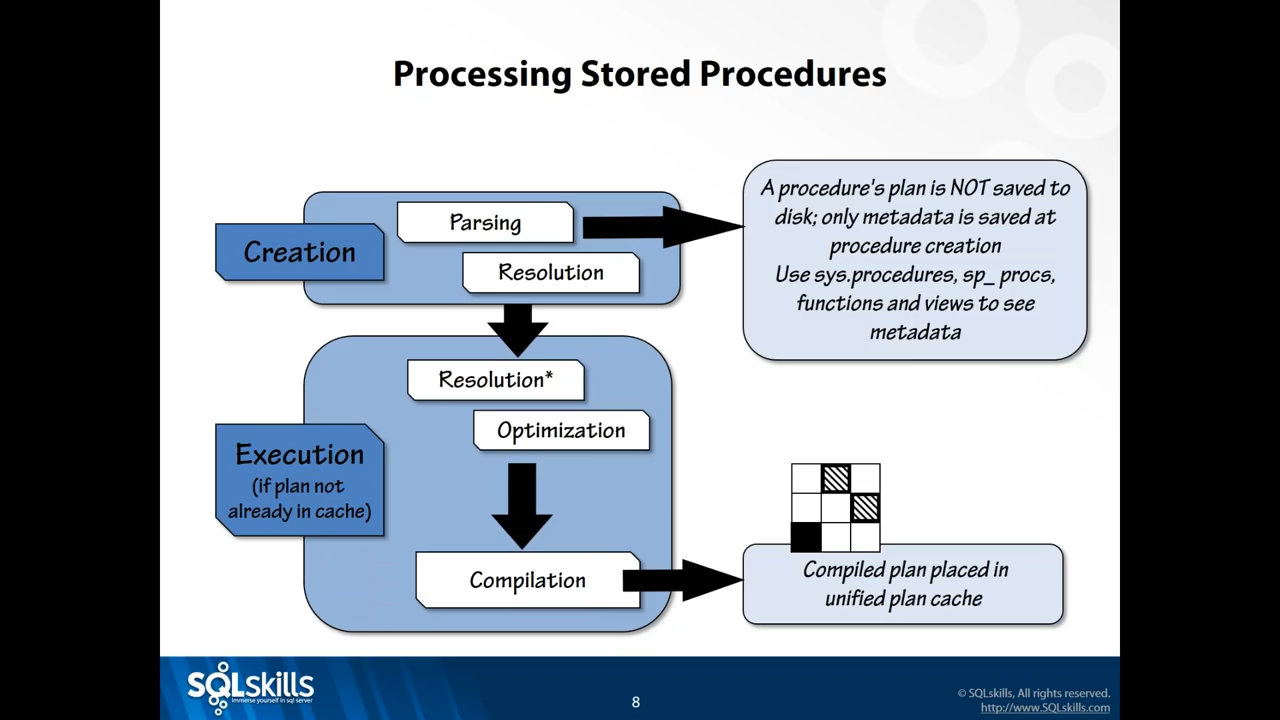 Processing Stored Procedures
Creation
Parsing
Resolution
A procedure's plan is NOT saved to
disk; only metadata is saved at
procedure creation
Use sys.procedures, sp_ procs,
functions and views to see
metadata
Execution
(if plan not
already in cache)
Resolution*
Optimization
Compilation
Compiled plan placed in
unified plan cache
SQLskills
immerse yourself in sql server
8
© SQLskills, All rights reserved.
http://www.SQLskills.com